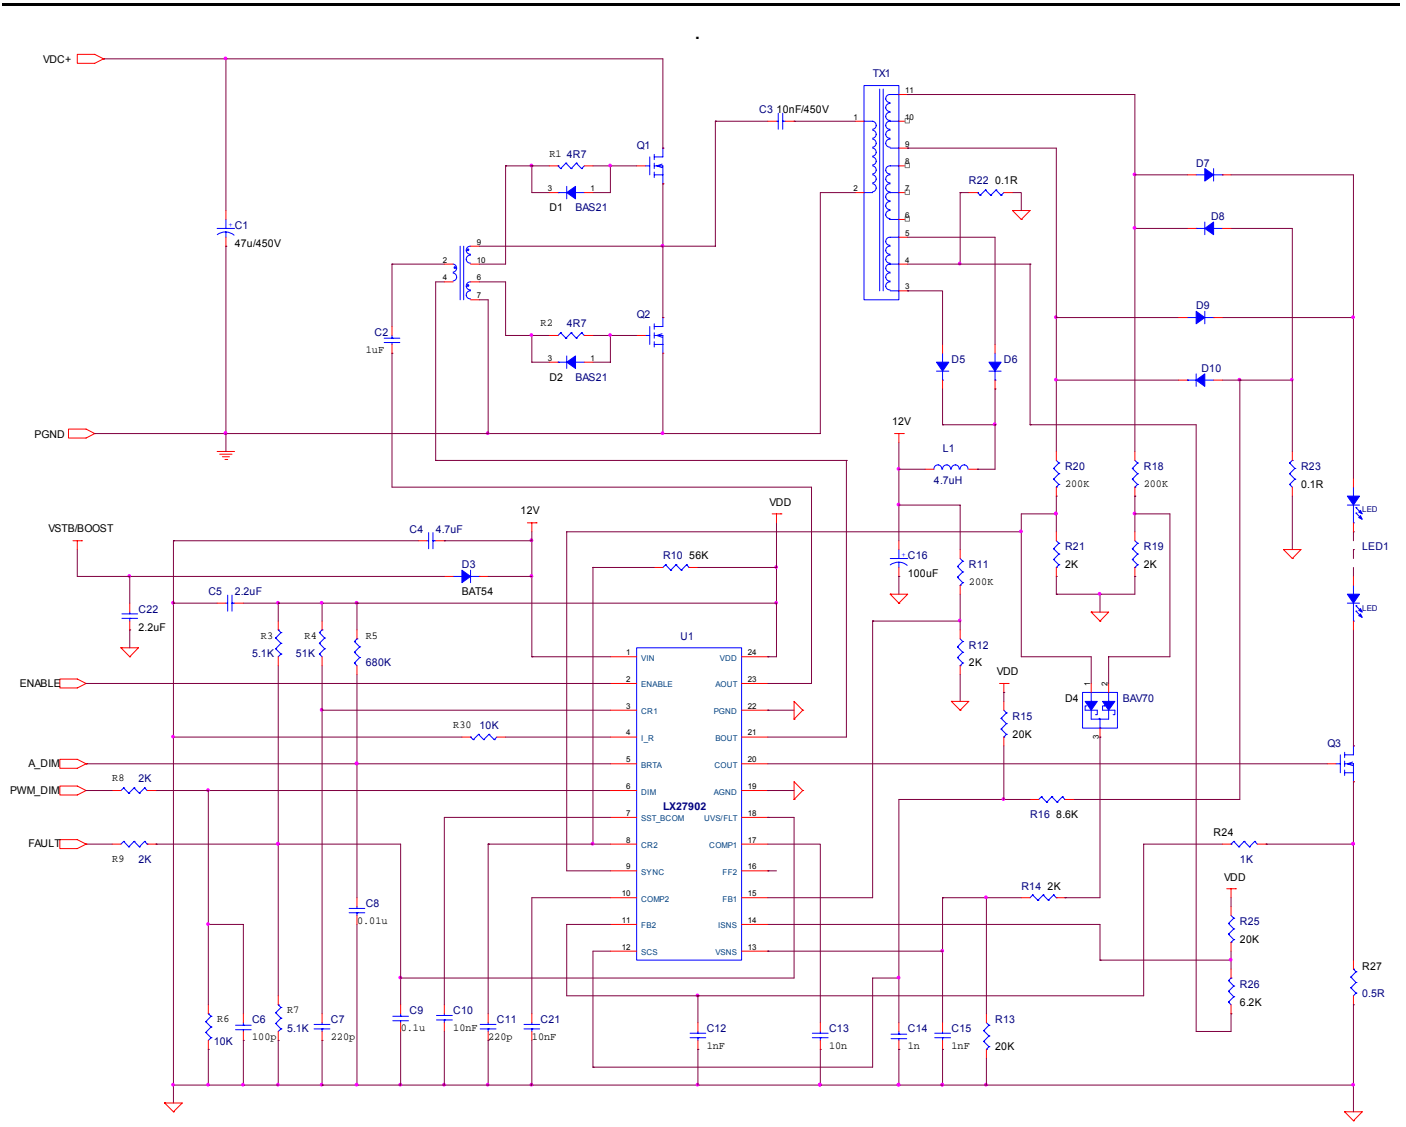 VDC+
TX1
C3 10nF/450V
11
10
9
8
7
6
5
4
3
1
2
Q1
R1 4R7
3 1
D1 BAS21
D7
R22 0.1R
D8
C1
47u/450V
9
10
6
7
2
4
D9
Q2
R2 4R7
3 1
D2 BAS21
C2
1uF
D5
D6
D10
12V
PGND
L1
4.7uH
R20
200K
R18
200K
R23
0.1R
VDD
12V
LED
VSTB/BOOST
C4 4.7uF
LED1
R21
2K
R19
2K
R10 56K
C16
100uF
R11
200K
D3
BAT54
C5 2.2uF
C22
2.2uF
LED
R3
5.1K
R4
51K
R5
680K
U1
R12
2K
VDD
1 VIN
2 ENABLE
3 CR1
4 I_R
5 BRTA
6 DIM
7 SST_BCOM
8 CR2
9 SYNC
10 COMP2
11 FB2
12 SCS
VDD 24
AOUT 23
PGND 22
BOUT 21
COUT 20
AGND 19
UVS/FLT 18
COMP1 17
FF2 16
FB1 15
ISNS 14
VSNS 13
LX27902
ENABLE
1 2
D4 BAV70
3
R15
20K
R30 10K
Q3
A_DIM
R8 2K
PWM_DIM
R16 8.6K
R24
1K
FAULT
R9 2K
VDD
R14 2K
C8
0.01u
R25
20K
R27
0.5R
R26
6.2K
R6
10K
C6
100p
R7
5.1K
C7
220p
C9
0.1u
C10
10nF
C11
220p
C21
10nF
C12
1nF
C13
10n
C14
1n
C15
1nF
R13
20K